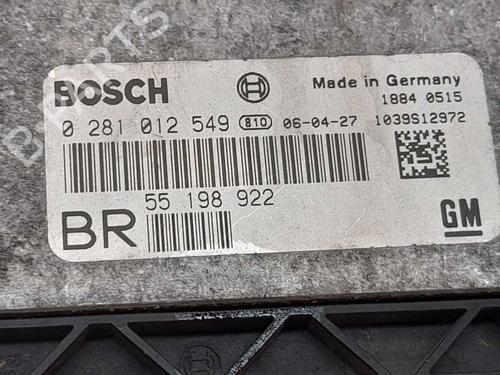 BOSCH
Made in Germany
1884 0515
0 281 012 549 810 06-04-27 1039S12972
55 198 922
BR
GM
PARTS